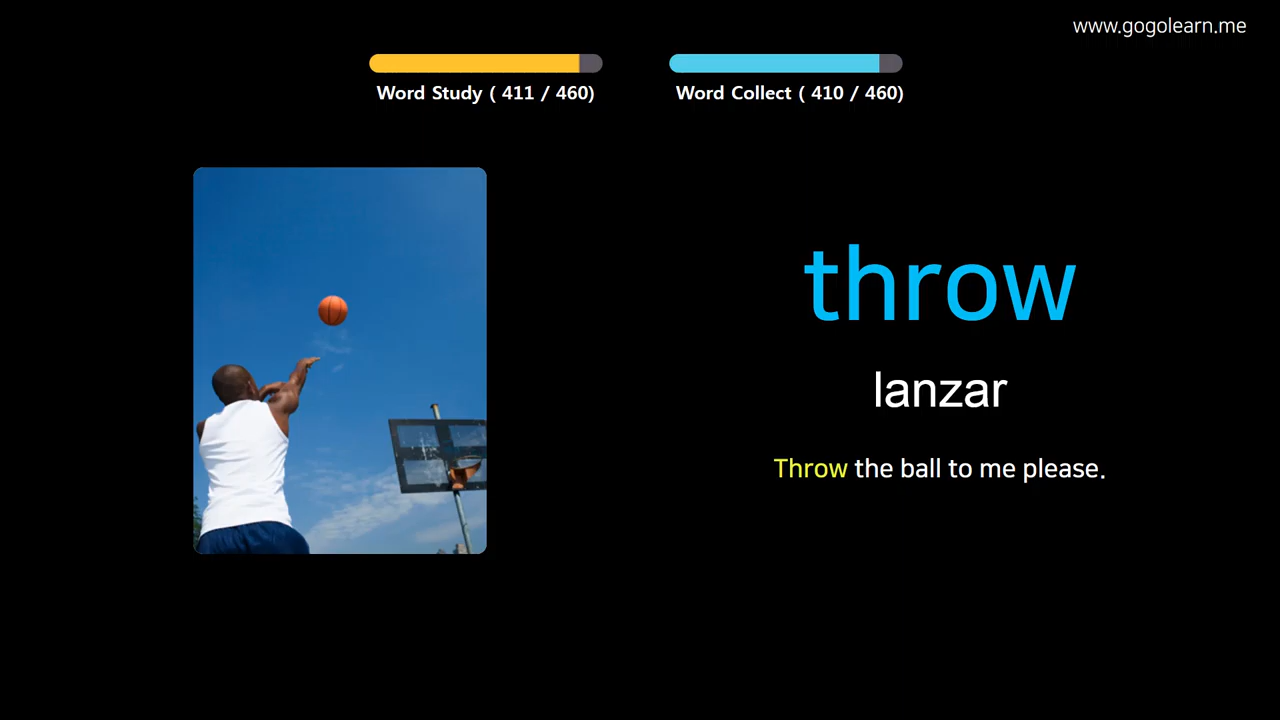 www.gogolearn.me
Word Study ( 411 / 460)
Word Collect ( 410 / 460)
throw
lanzar
Throw the ball to me please.